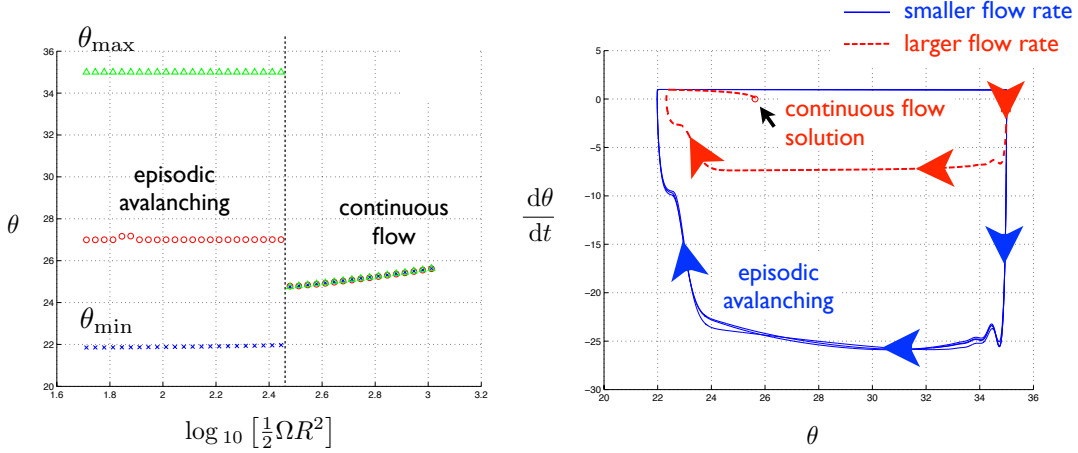 θmax
36
34
32
30
28
26
24
22
20
episodic
avalanching
continuous
flow
θ
θmin
1.6 1.8 2 2.2 2.4 2.6 2.8 3 3.2
log 10 [½ΩR²]
smaller flow rate
larger flow rate
5
0
−5
−10
−15
−20
−25
−30
continuous flow
solution
dθ
dt
episodic
avalanching
20 22 24 26 28 30 32 34 36
θ